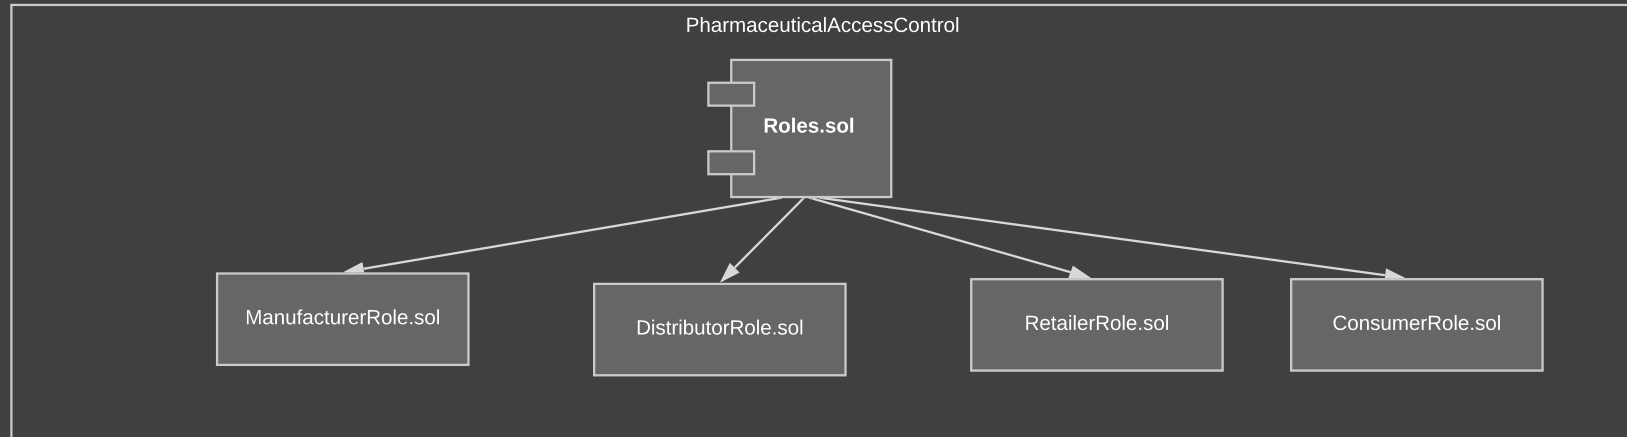 PharmaceuticalAccessControl
Roles.sol
ManufacturerRole.sol
DistributorRole.sol
RetailerRole.sol
ConsumerRole.sol